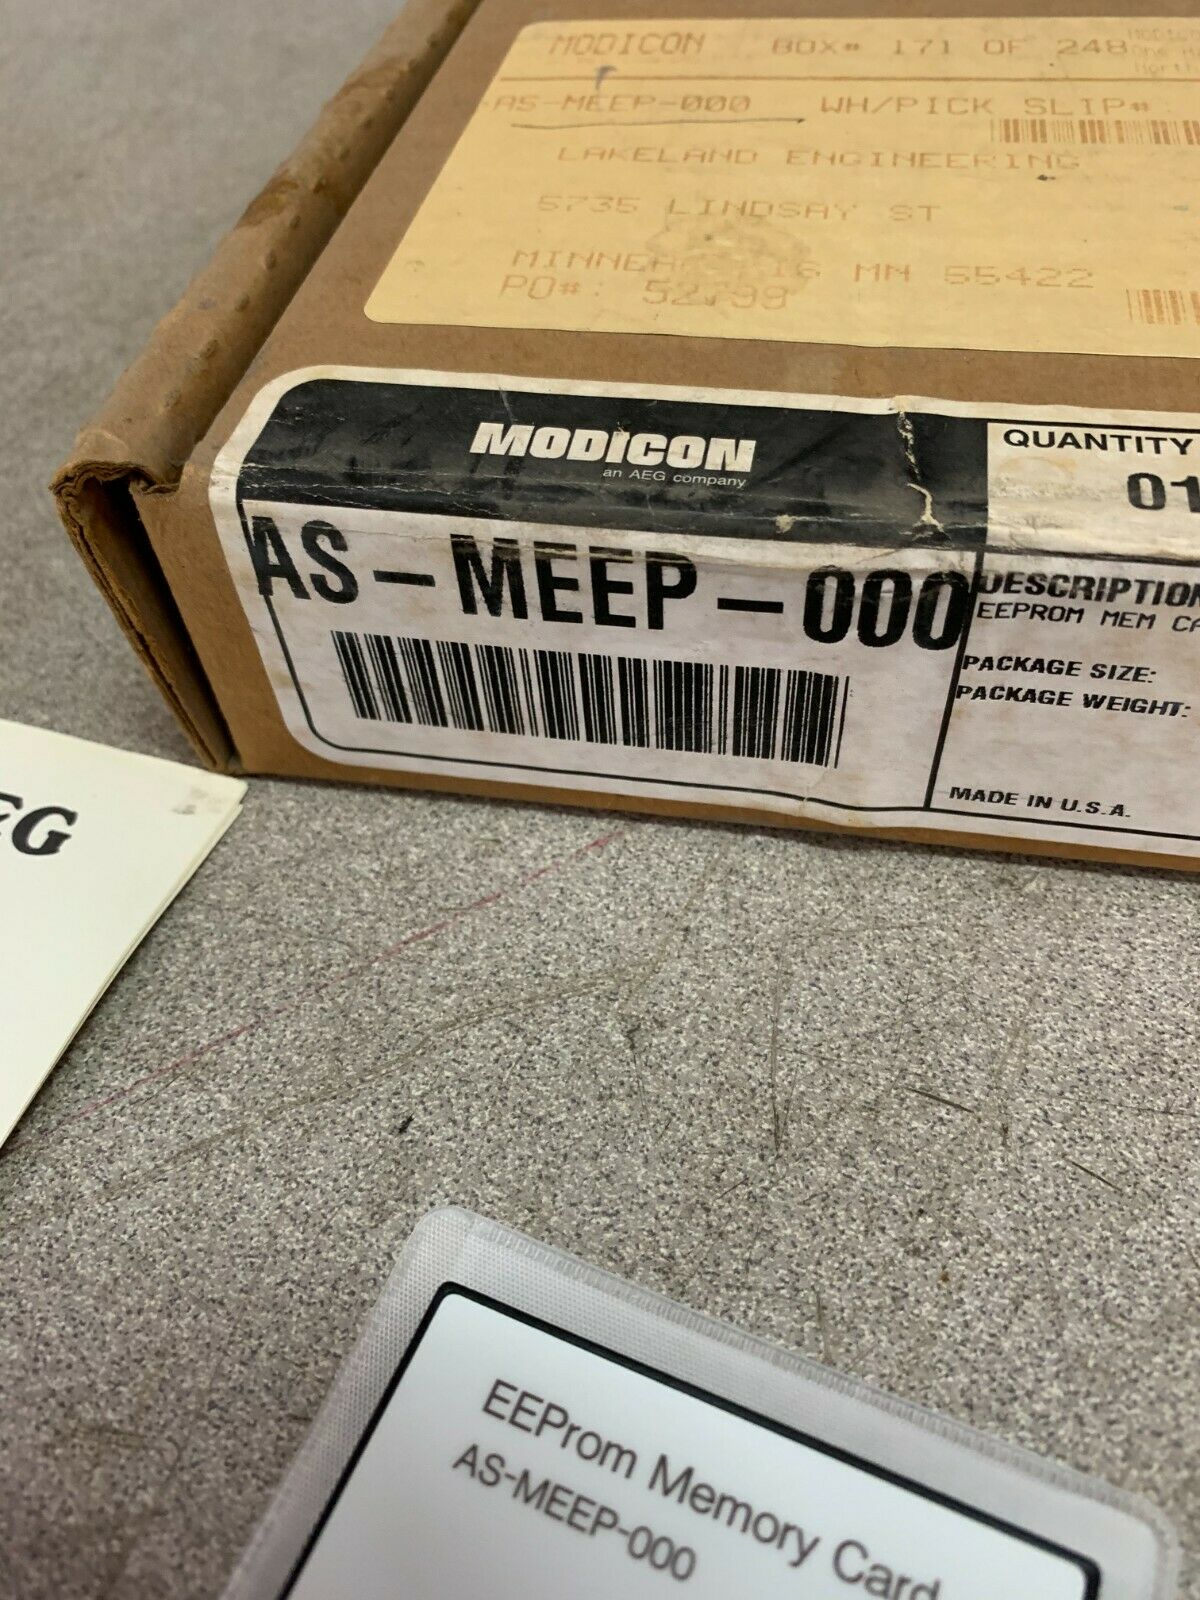 MODICON BOX# 171 OF 248
AS-MEEP-000 WH/PICK SLIP#:
LAKELAND ENGINEERING
5735 LINDSAY ST
MN 55422
PO#:
MODICON
an AEG company
QUANTITY
01
AS-MEEP-000
DESCRIPTION
EEPROM MEM
PACKAGE SIZE:
PACKAGE WEIGHT:
MADE IN U.S.A.
EG
EEProm Memory Card
AS-MEEP-000